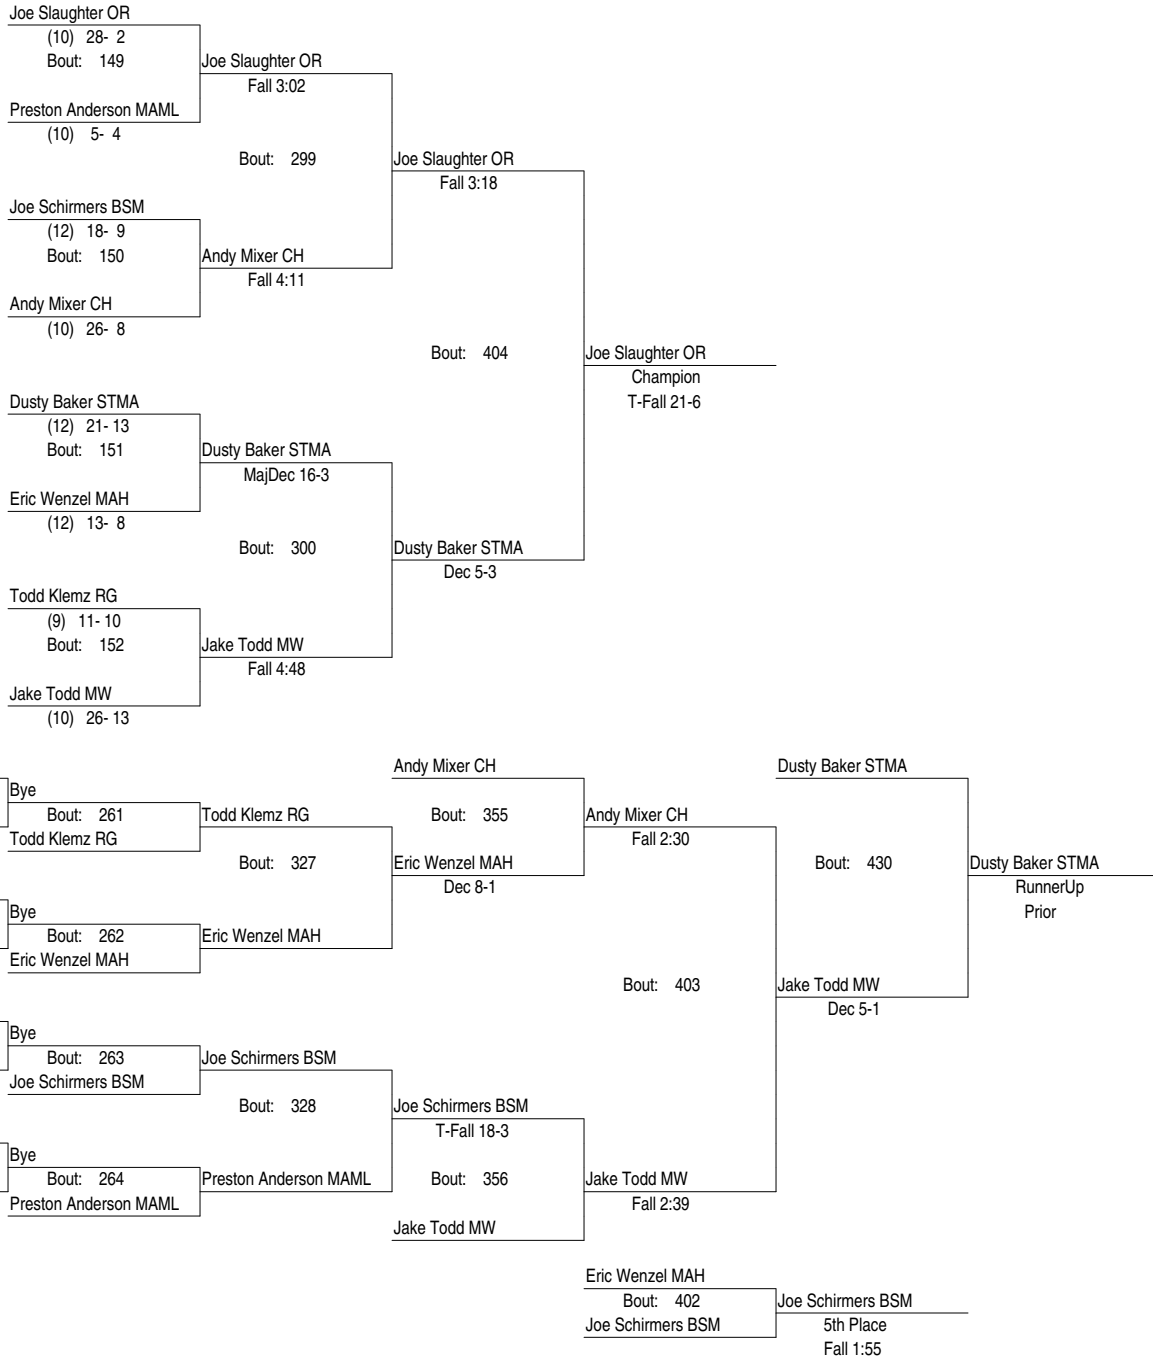 Joe Slaughter OR
(10) 28- 2
Bout: 149
Joe Slaughter OR
Fall 3:02
Preston Anderson MAML
(10) 5- 4
Bout: 299
Joe Slaughter OR
Fall 3:18
Joe Schirmers BSM
(12) 18- 9
Bout: 150
Andy Mixer CH
Fall 4:11
Andy Mixer CH
(10) 26- 8
Bout: 404
Joe Slaughter OR
Champion
T-Fall 21-6
Dusty Baker STMA
(12) 21- 13
Bout: 151
Dusty Baker STMA
MajDec 16-3
Eric Wenzel MAH
(12) 13- 8
Bout: 300
Dusty Baker STMA
Dec 5-3
Todd Klemz RG
(9) 11- 10
Bout: 152
Jake Todd MW
Fall 4:48
Jake Todd MW
(10) 26- 13
Andy Mixer CH
Dusty Baker STMA
Bye
Bout: 261
Todd Klemz RG
Todd Klemz RG
Bout: 355
Andy Mixer CH
Fall 2:30
Bout: 327
Eric Wenzel MAH
Dec 8-1
Bout: 430
Dusty Baker STMA
RunnerUp
Prior
Bye
Bout: 262
Eric Wenzel MAH
Eric Wenzel MAH
Bout: 403
Jake Todd MW
Dec 5-1
Bye
Bout: 263
Joe Schirmers BSM
Joe Schirmers BSM
Bout: 328
Joe Schirmers BSM
T-Fall 18-3
Bye
Bout: 264
Preston Anderson MAML
Preston Anderson MAML
Bout: 356
Jake Todd MW
Fall 2:39
Jake Todd MW
Eric Wenzel MAH
Bout: 402
Joe Schirmers BSM
Joe Schirmers BSM
5th Place
Fall 1:55